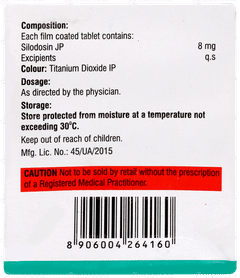 Composition:
Each film coated tablet contains:
Silodosin JP 8 mg
Excipients q.s
Colour: Titanium Dioxide IP
Dosage:
As directed by the physician.
Storage:
Store protected from moisture at a temperature not
exceeding 30°C.
Keep out of reach of children.
Mfg. Lic. No.: 45/UA/2015
CAUTION Not to be sold by retail without the prescription
of a Registered Medical Practitioner.
8 906004 264160